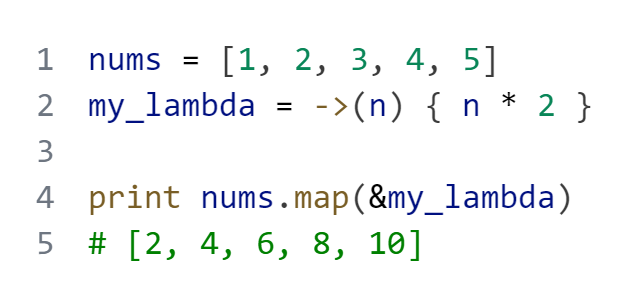 1 nums = [1, 2, 3, 4, 5]
2 my_lambda = ->(n) { n * 2 }
3
4 print nums.map(&my_lambda)
5 # [2, 4, 6, 8, 10]